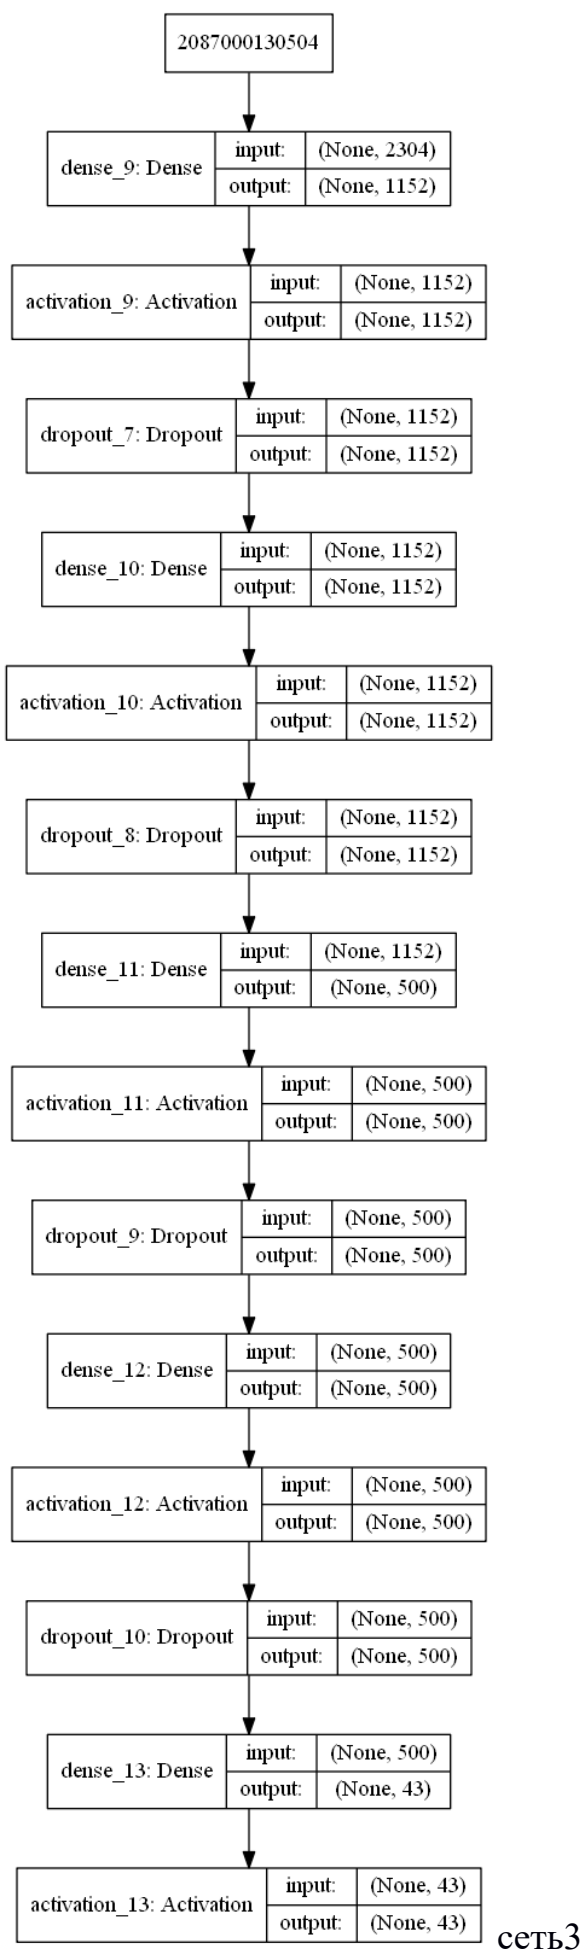 2087000130504
dense_9: Dense
input: (None, 2304)
output: (None, 1152)
activation_9: Activation
input: (None, 1152)
output: (None, 1152)
dropout_7: Dropout
input: (None, 1152)
output: (None, 1152)
dense_10: Dense
input: (None, 1152)
output: (None, 1152)
activation_10: Activation
input: (None, 1152)
output: (None, 1152)
dropout_8: Dropout
input: (None, 1152)
output: (None, 1152)
dense_11: Dense
input: (None, 1152)
output: (None, 500)
activation_11: Activation
input: (None, 500)
output: (None, 500)
dropout_9: Dropout
input: (None, 500)
output: (None, 500)
dense_12: Dense
input: (None, 500)
output: (None, 500)
activation_12: Activation
input: (None, 500)
output: (None, 500)
dropout_10: Dropout
input: (None, 500)
output: (None, 500)
dense_13: Dense
input: (None, 500)
output: (None, 43)
activation_13: Activation
input: (None, 43)
output: (None, 43)
сеть3